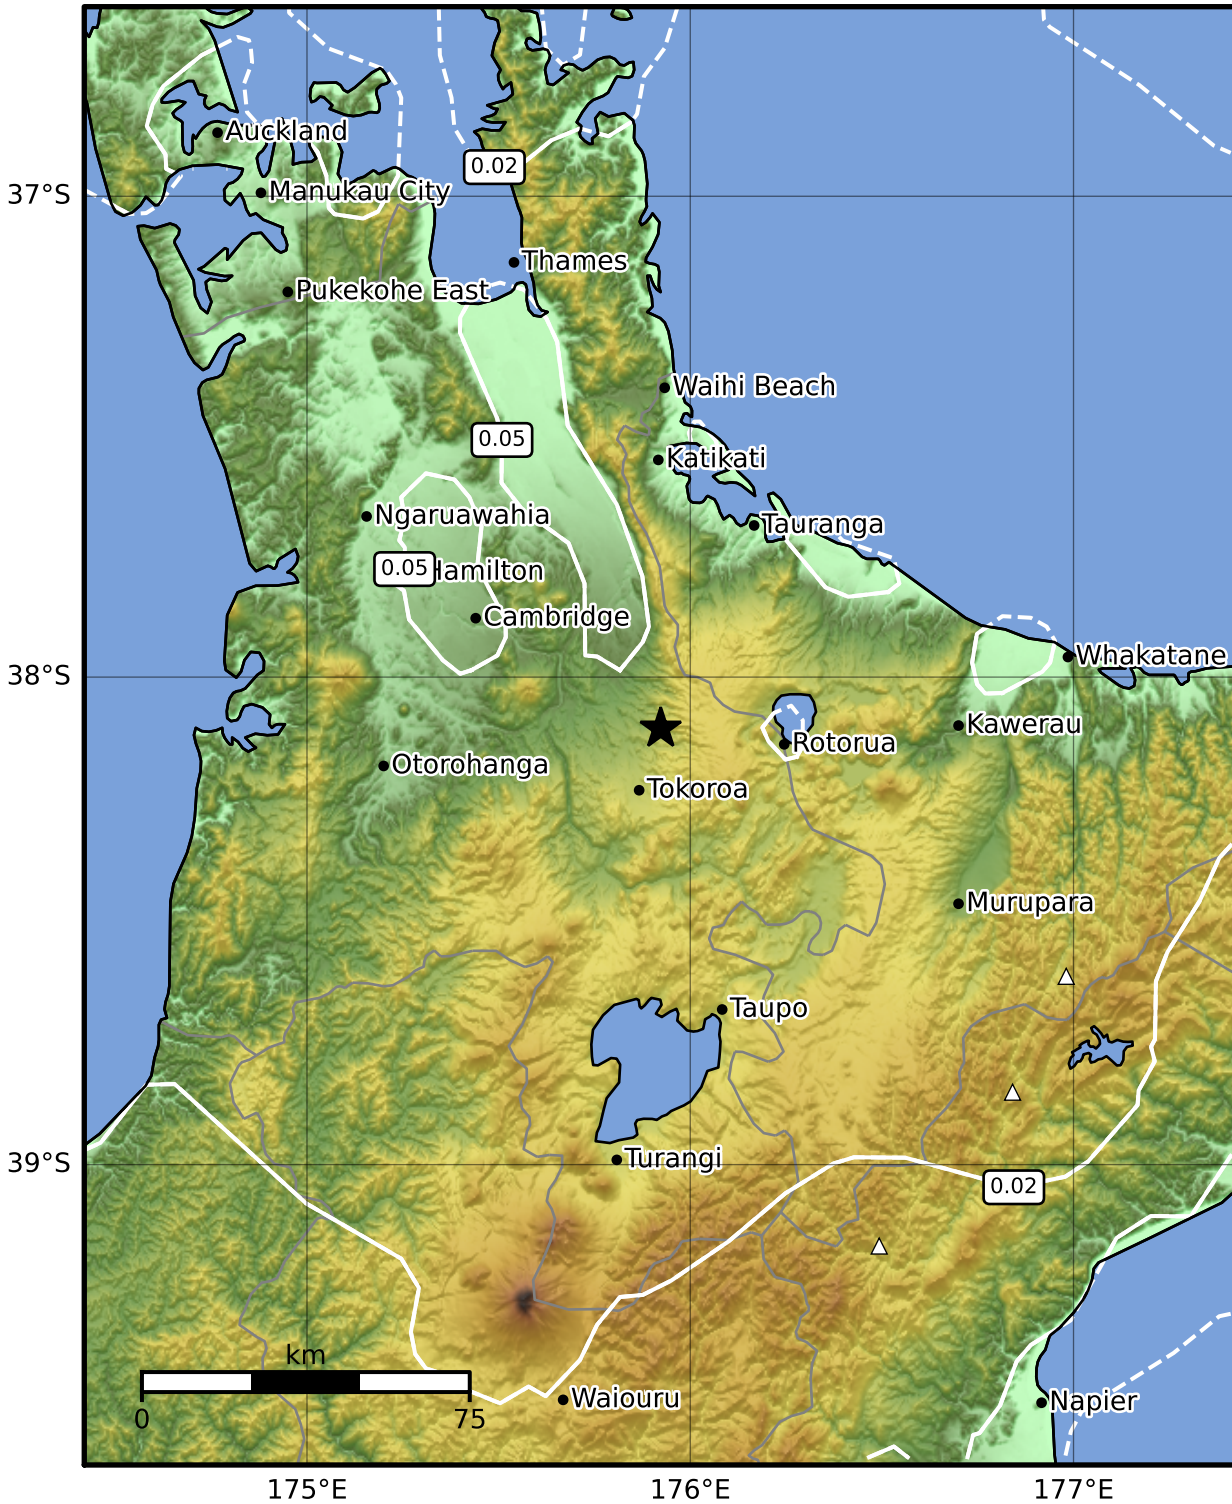 Auckland
0.02
37°S
Manukau City
Thames
Pukekohe East
Waihi Beach
0.05
Katikati
Ngaruawahia
Tauranga
0.05
Hamilton
Cambridge
Whakatane
38°S
Kawerau
Rotorua
Otorohanga
Tokoroa
Murupara
Taupo
Turangi
39°S
0.02
km
0
75
Waiouru
Napier
175°E
176°E
177°E